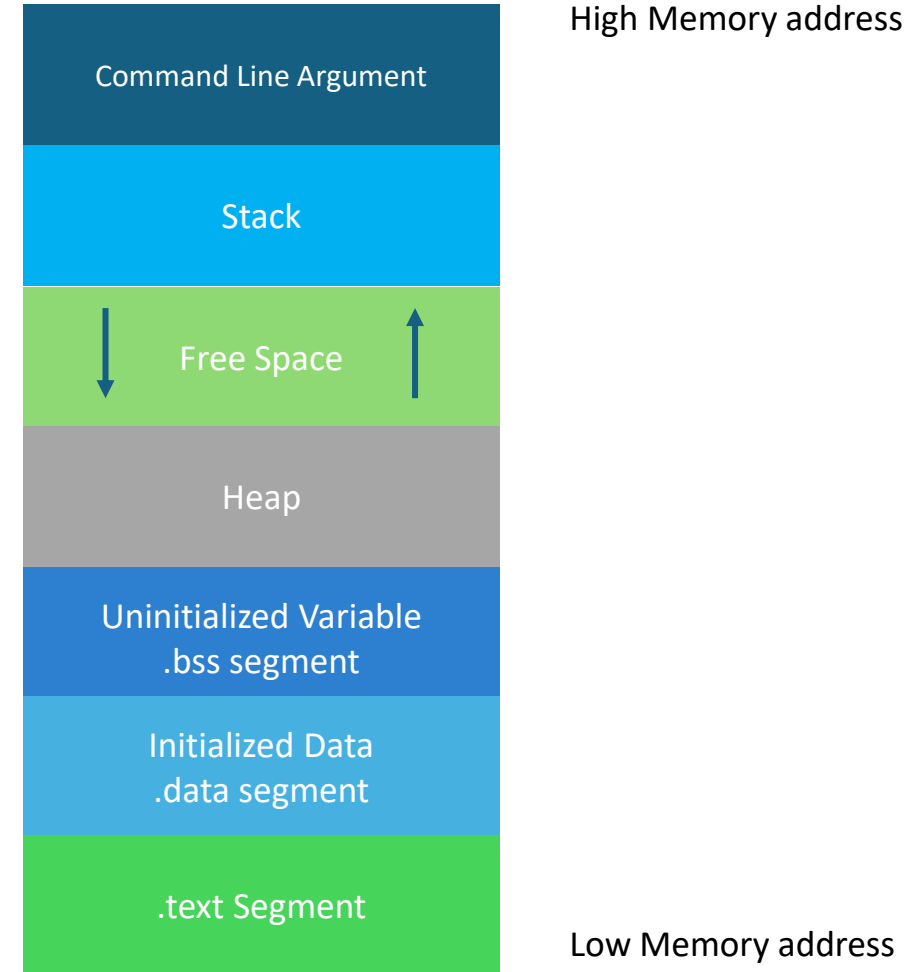 High Memory address
Command Line Argument
Stack
Free Space
Heap
Uninitialized Variable
.bss segment
Initialized Data
.data segment
.text Segment
Low Memory address